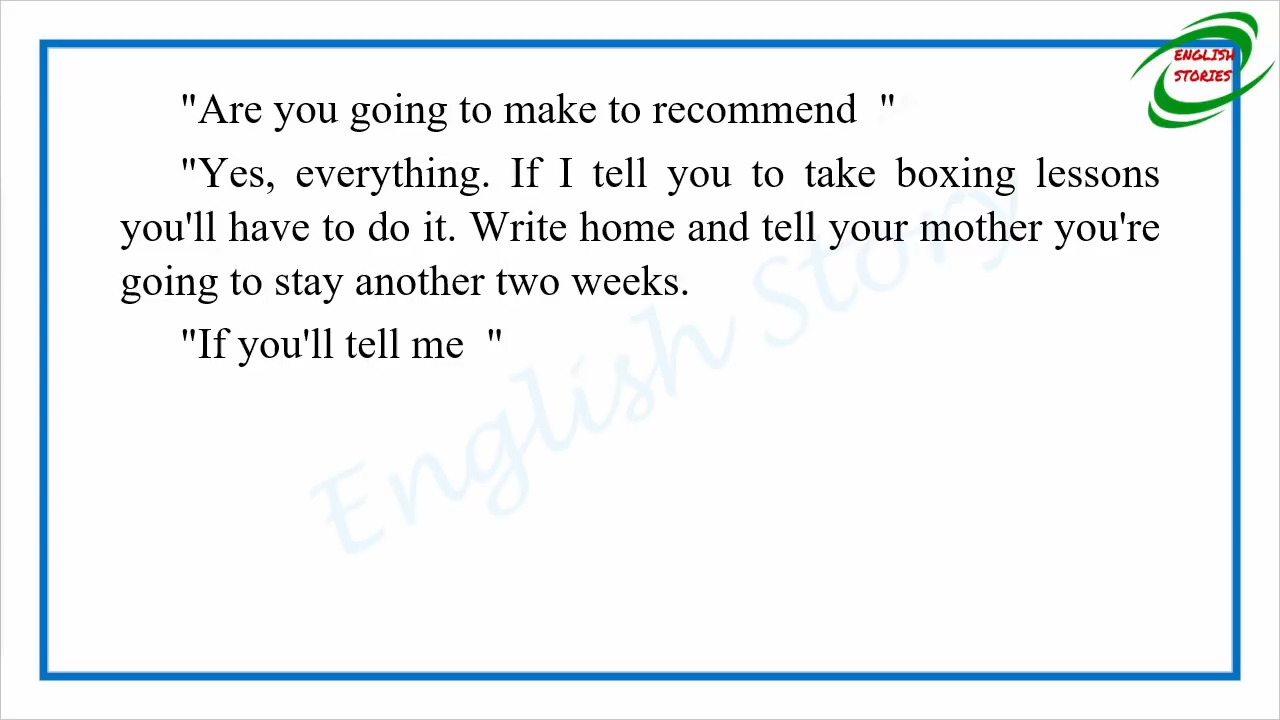 ENGLISH
STORIES
"Are you going to make to recommend  "
"Yes, everything. If I tell you to take boxing lessons
you'll have to do it. Write home and tell your mother you're
going to stay another two weeks.
"If you'll tell me  "
English Story